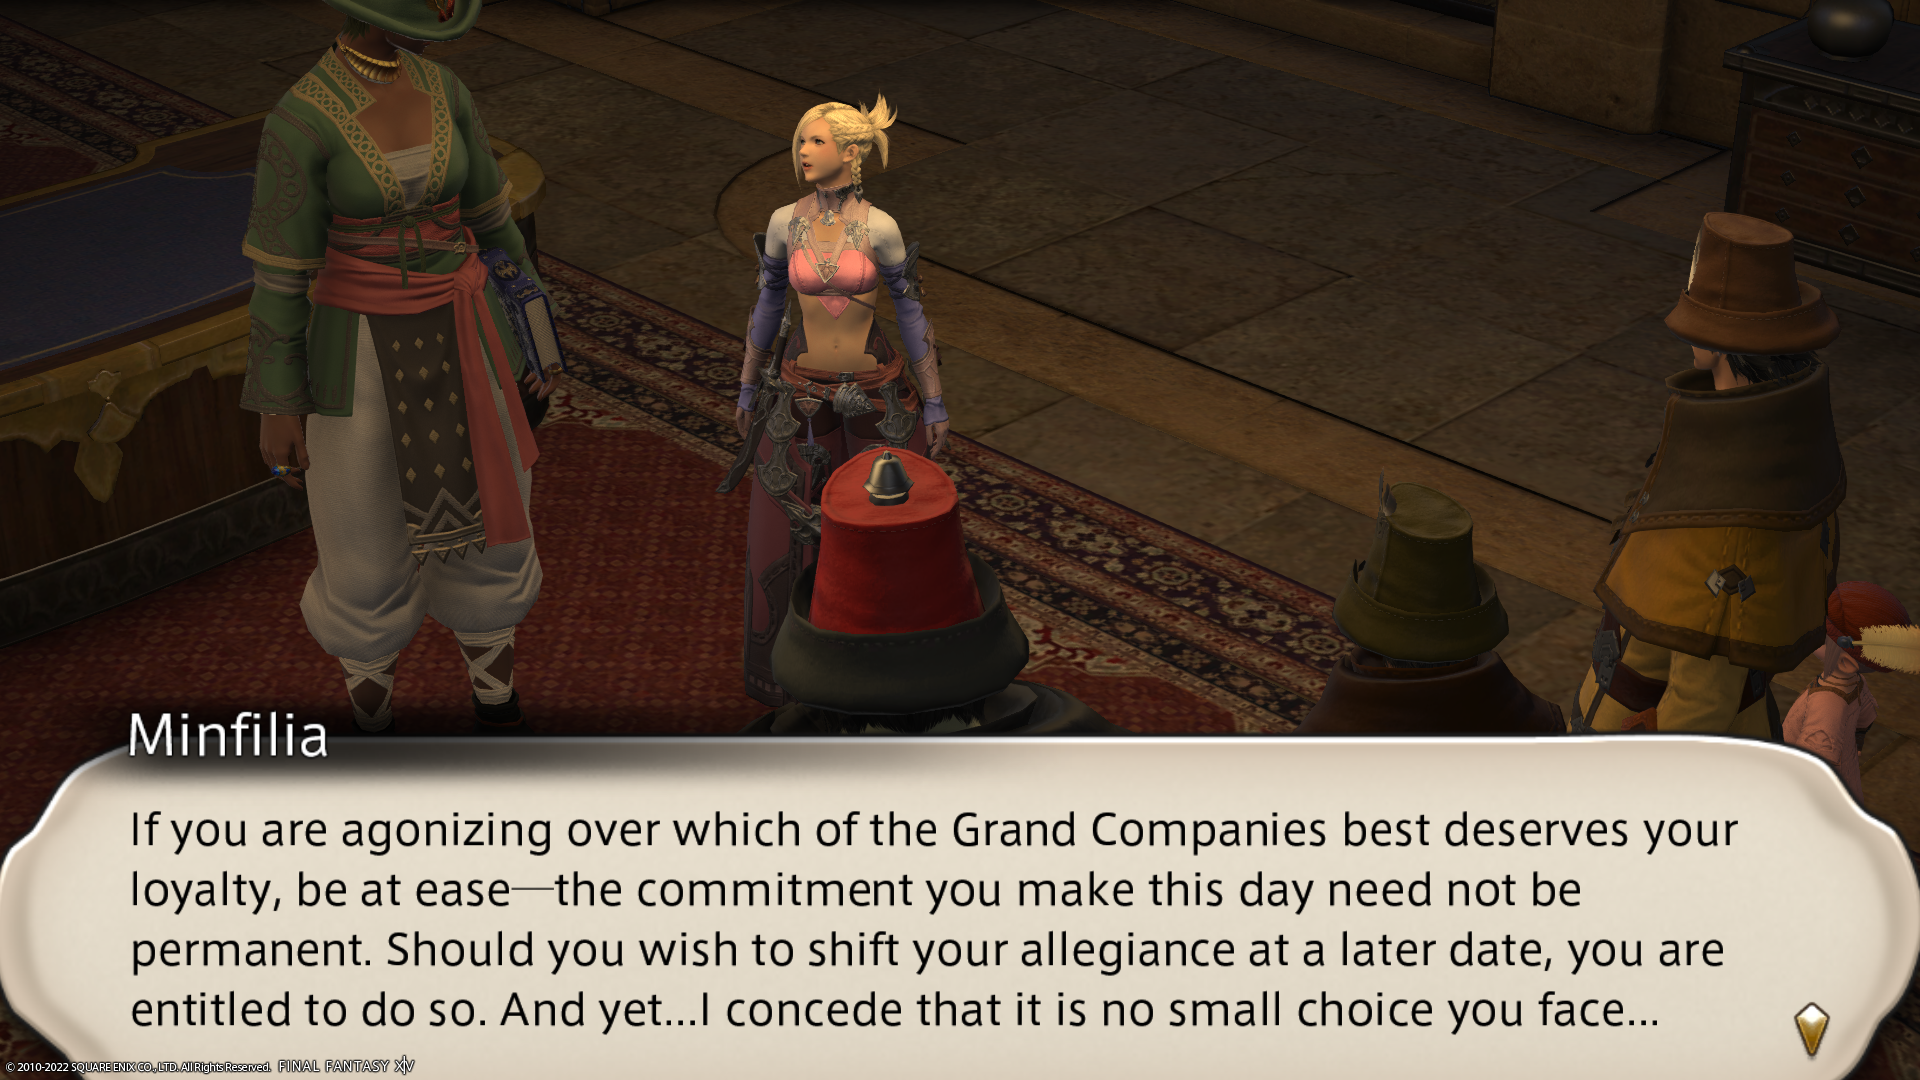 Minfilia
If you are agonizing over which of the Grand Companies best deserves your
loyalty, be at ease—the commitment you make this day need not be
permanent. Should you wish to shift your allegiance at a later date, you are
entitled to do so. And yet...I concede that it is no small choice you face...
© 2010-2022 SQUARE ENIX CO., LTD. All Rights Reserved. FINAL FANTASY XIV